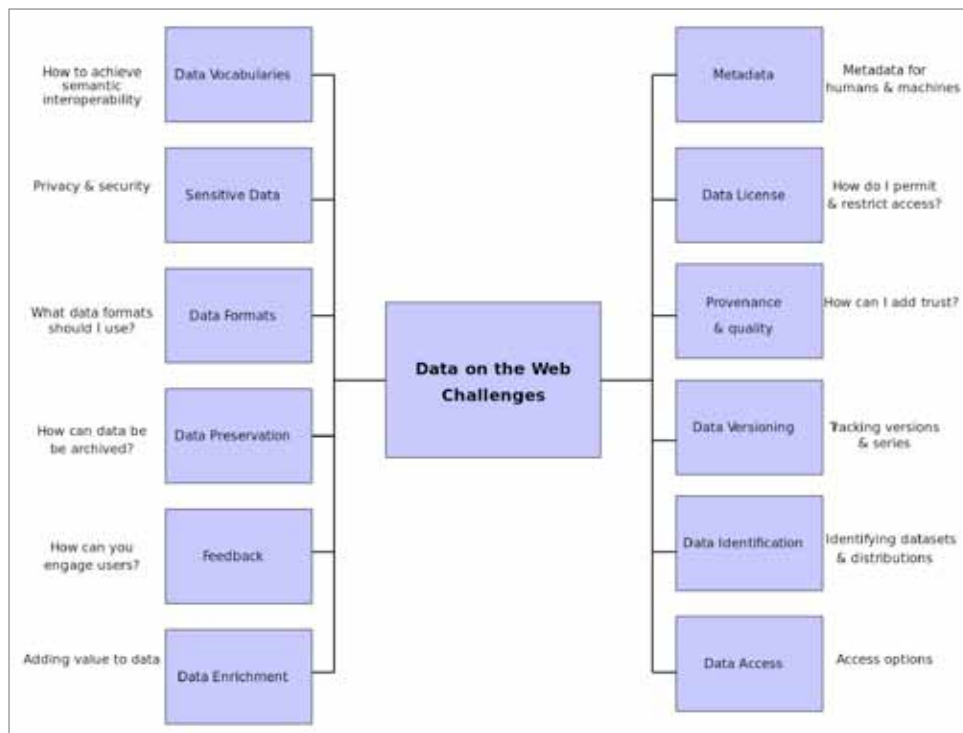 How to achieve
semantic
interoperability
Data Vocabularies
Privacy & security
Sensitive Data
What data formats
should I use?
Data Formats
How can data be
be archived?
Data Preservation
How can you
engage users?
Feedback
Adding value to data
Data Enrichment
Data on the Web
Challenges
Metadata
Metadata for
humans & machines
Data License
How do I permit
& restrict access?
Provenance
& quality
How can I add trust?
Data Versioning
Tracking versions
& series
Data Identification
Identifying datasets
& distributions
Data Access
Access options